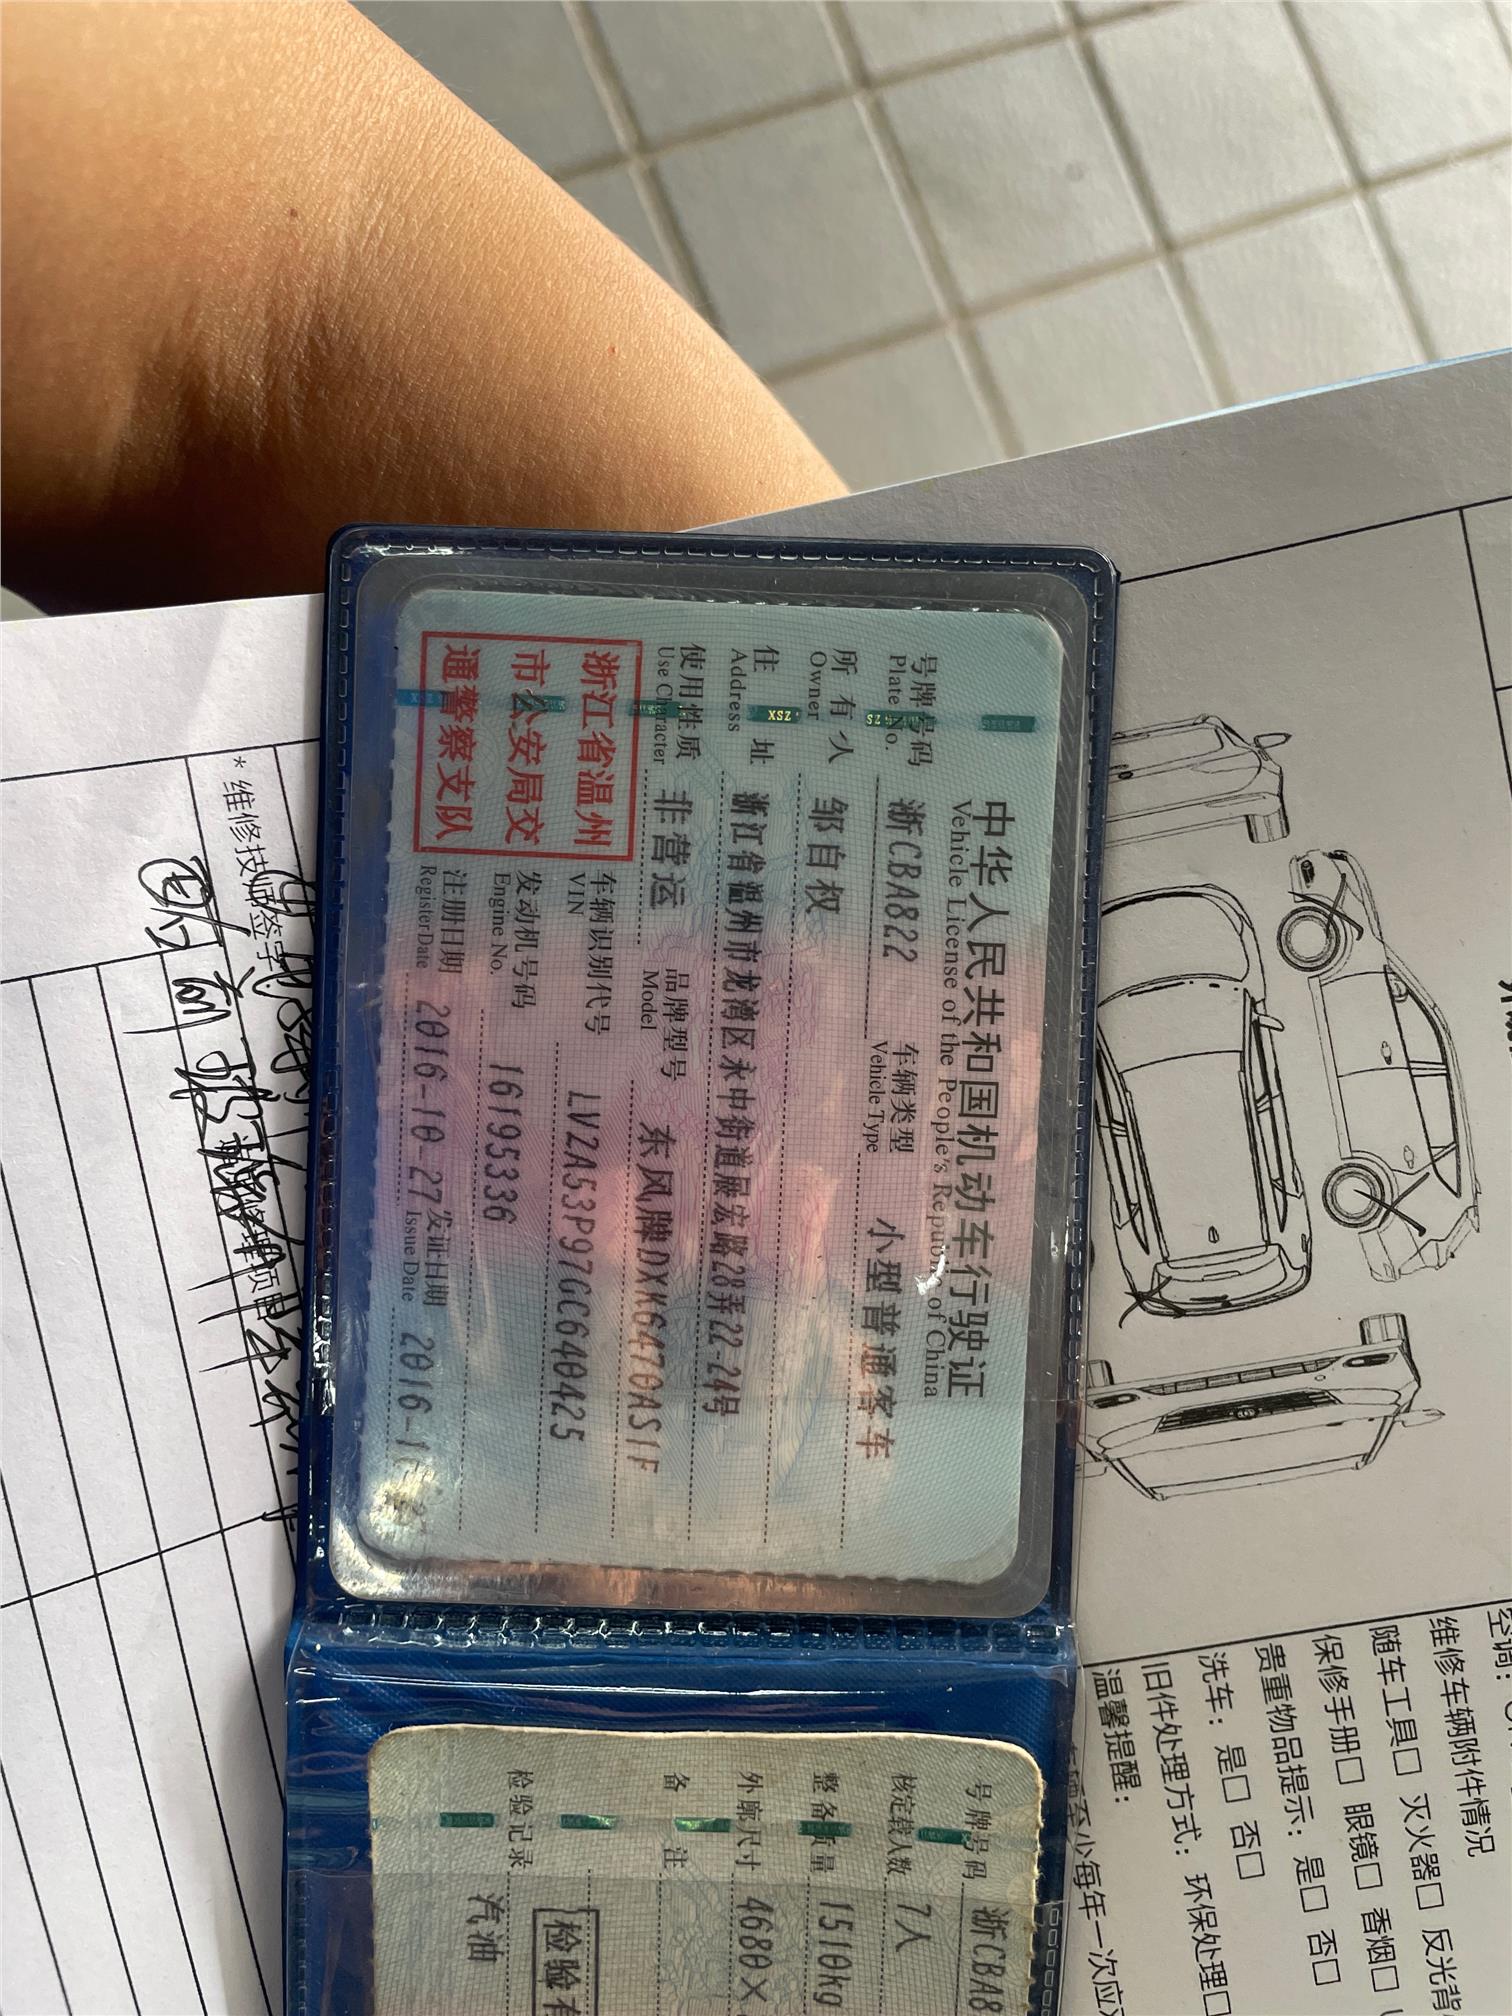 中华人民共和国机动车行驶证
Vehicle License of the People's Republic of China
号牌号码 浙CBA822 车辆类型 小型普通客车
Plate No. Vehicle Type
所有人 邹自权
Owner
住址 浙江省温州市龙湾区永中街道展宏路28弄22-24号
Address
使用性质 非营运 品牌型号 东风牌DXK6470AS1F
Use Character Model
浙江省温州
市公安局交
通警察支队
车辆识别代号 LV2A53P97GC640425
VIN
发动机号码 16195336
Engine No.
注册日期 2016-10-27 发证日期 2016-1
Register Date Issue Date
号牌号码 浙CBA8
核定载人数 7人
整备质量 1510kg
外廓尺寸 4680×
备注
检验有
检验记录 汽油
空调：
维修车辆附件情况
随车工具□ 灭火器□ 反光背
保修手册□ 眼镜□ 香烟□
贵重物品提示：是□ 否□
洗车：是□ 否□
旧件处理方式：环保处理□
温馨提醒：
辆至少每年一次应
*维修技师签字